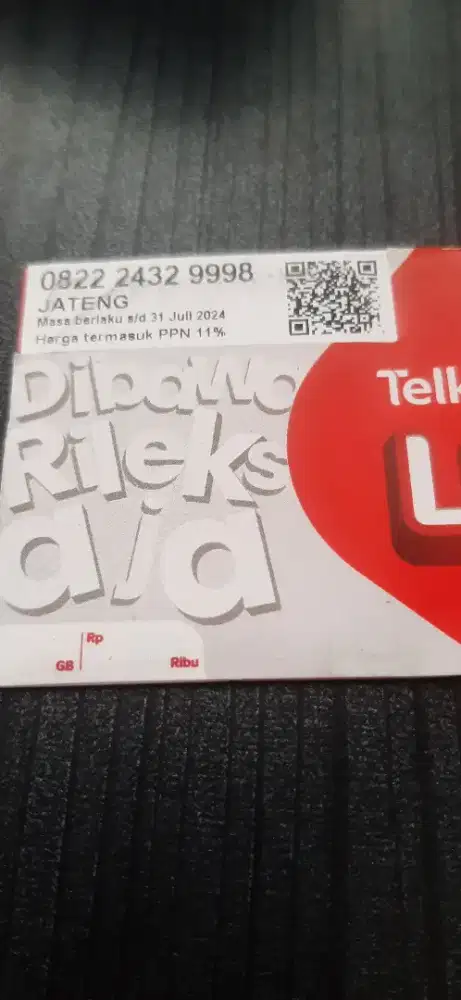 0822 2432 9998
JATENG
Masa berlaku s/d 31 Juli 2024
Harga termasuk PPN 11%
Dibawa
Rileks
aja
Telk
L
GB
Rp
Ribu